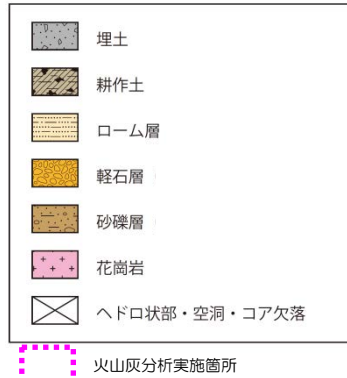 埋土
耕作土
ローム層
軽石層
砂礫層
花崗岩
ヘドロ状部・空洞・コア欠落
火山灰分析実施箇所